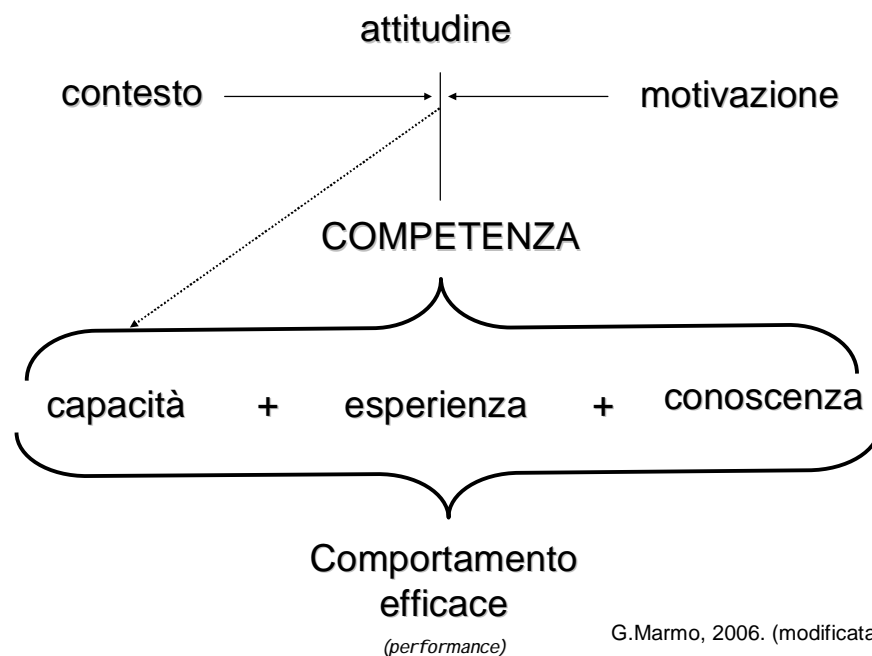 attitudine
contesto
motivazione
COMPETENZA
capacità + esperienza + conoscenza
Comportamento
efficace
(performance)
G.Marmo, 2006. (modificata